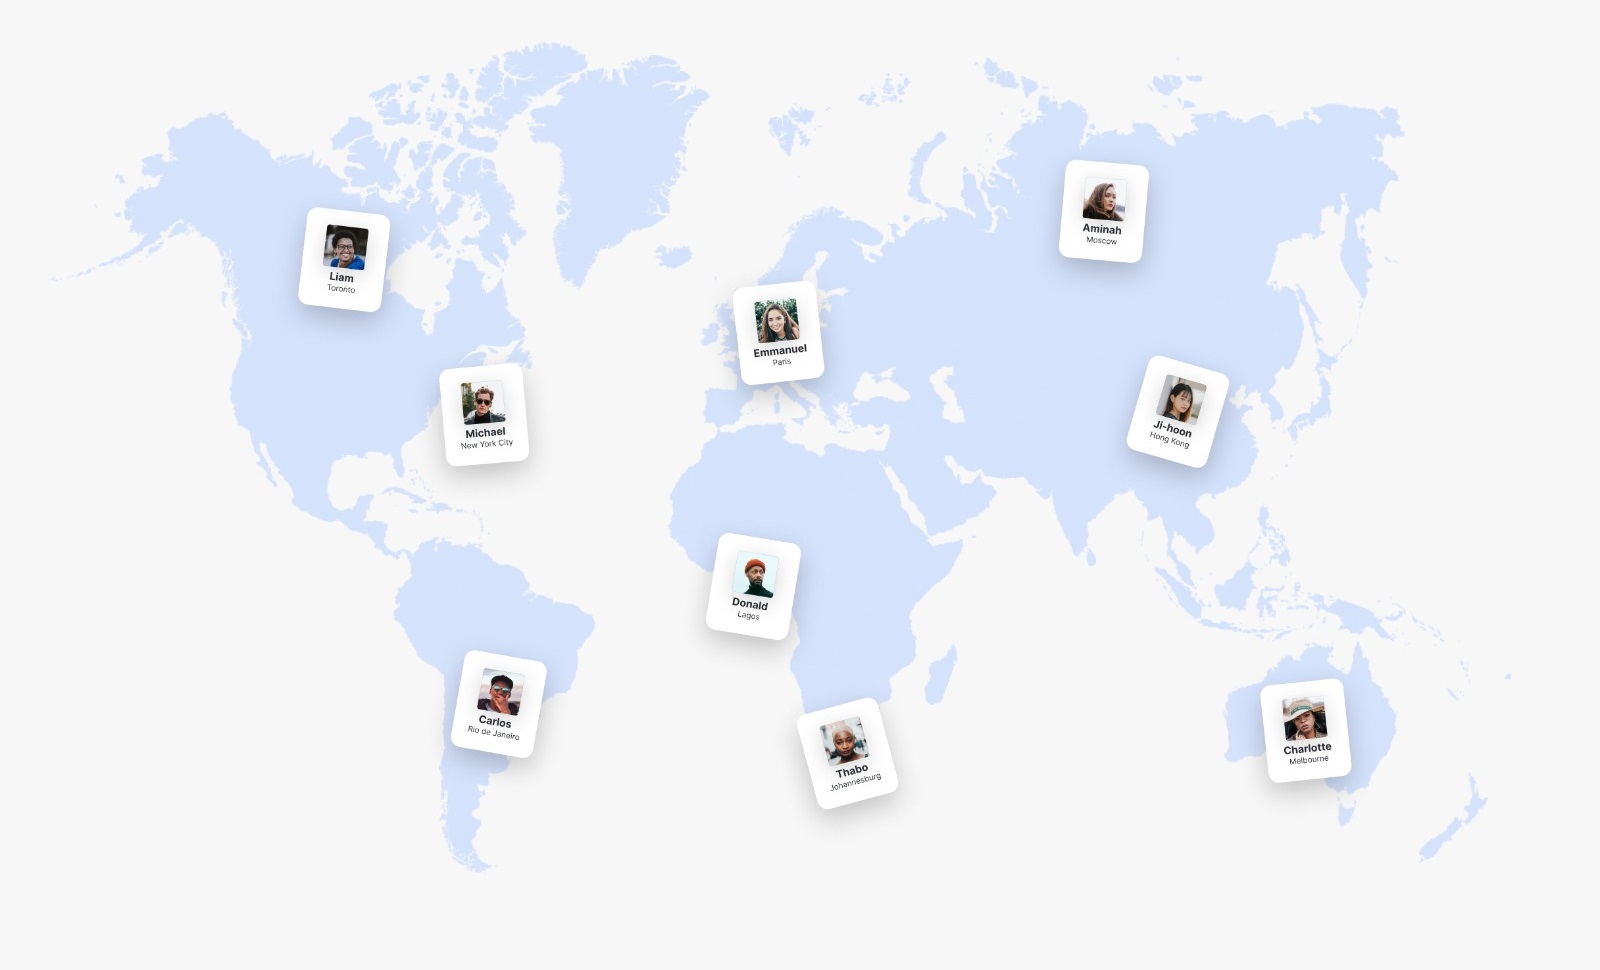 Aminah
Moscow
Liam
Toronto
Emmanuel
Paris
Michael
New York City
Ji-hoon
Hong Kong
Donald
Lagos
Carlos
Rio de Janeiro
Charlotte
Melbourne
Thabo
Johannesburg